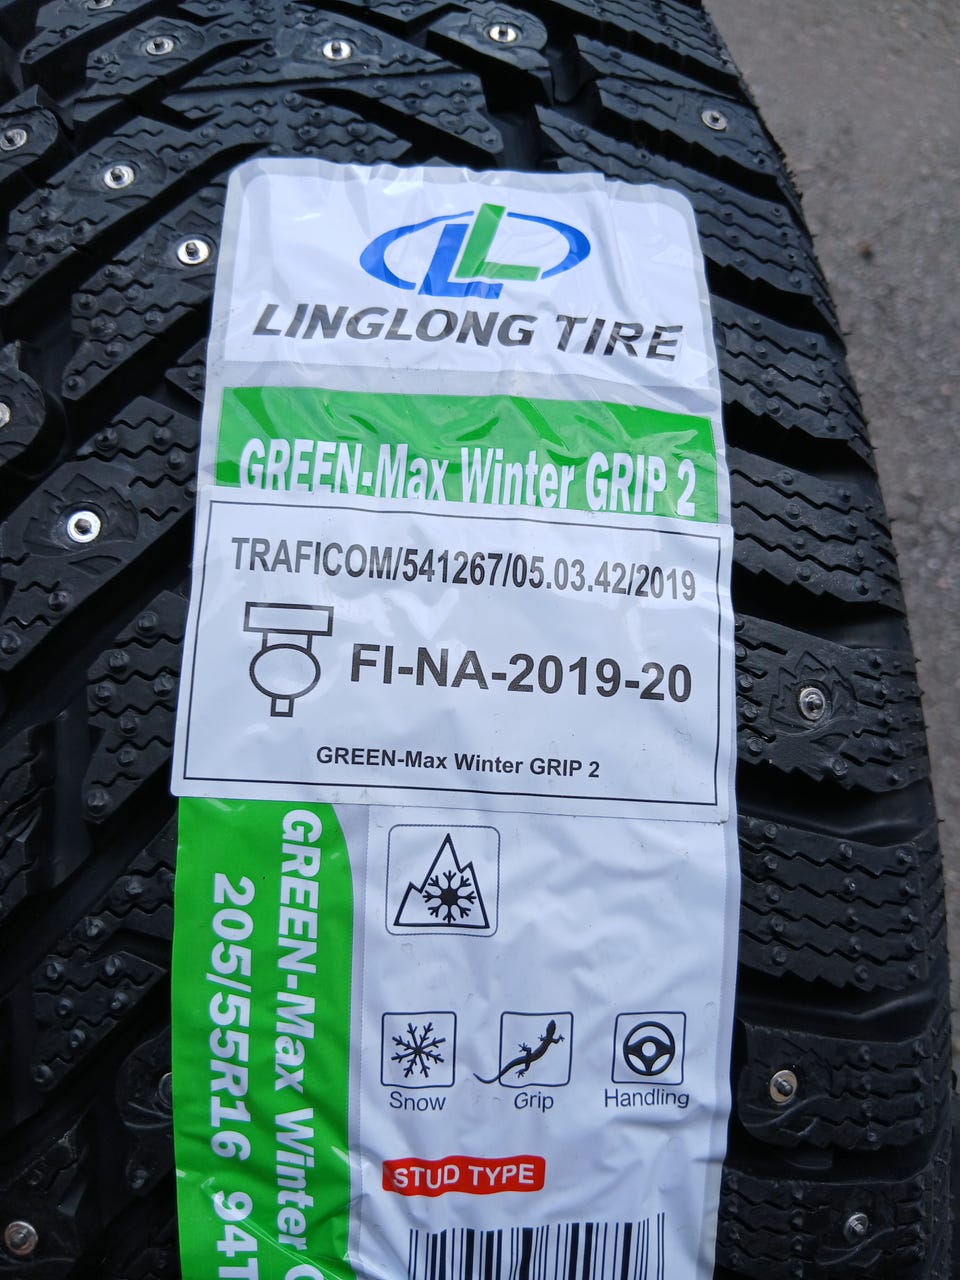 LINGLONG TIRE
GREEN-Max Winter GRIP 2
TRAFICOM/541267/05.03.42/2019
FI-NA-2019-20
GREEN-Max Winter GRIP 2
GREEN-Max Winter
205/55R16 94T
Snow
Grip
Handling
STUD TYPE